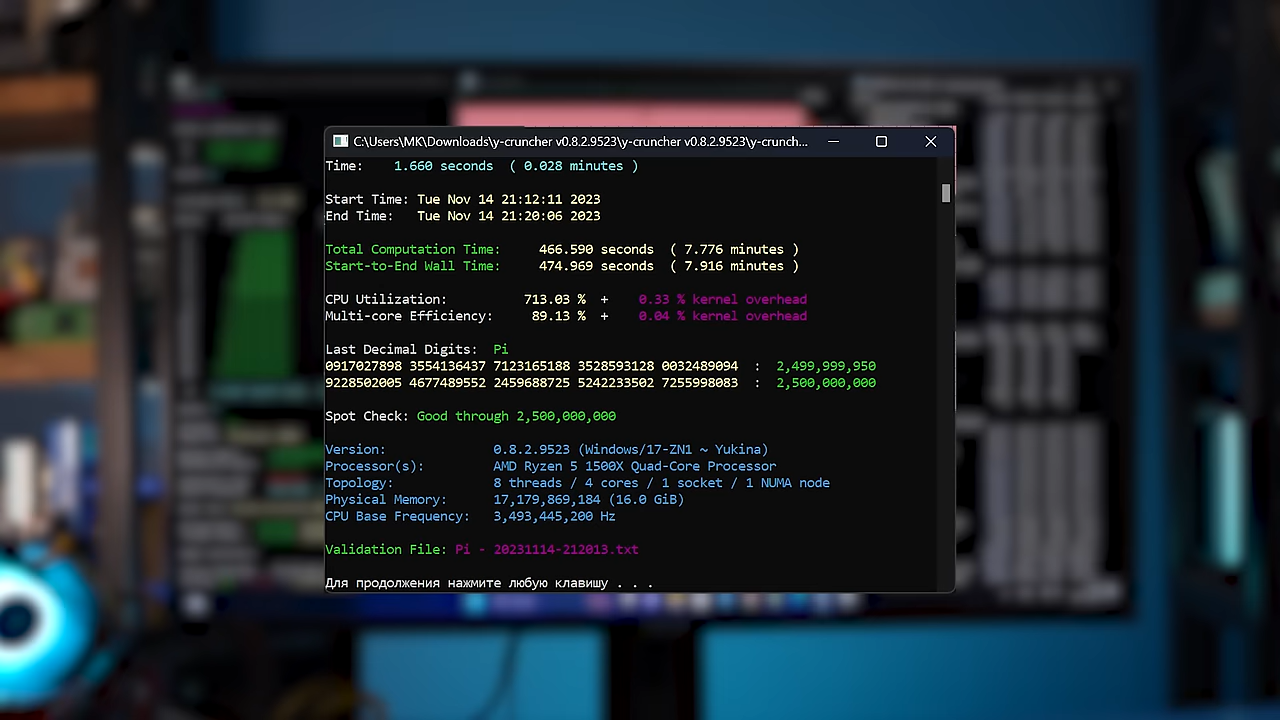 C:\Users\MK\Downloads\y-cruncher v0.8.2.9523\y-cruncher v0.8.2.9523\y-crunch...
Time: 1.660 seconds ( 0.028 minutes )
Start Time: Tue Nov 14 21:12:11 2023
End Time: Tue Nov 14 21:20:06 2023
Total Computation Time: 466.590 seconds ( 7.776 minutes )
Start-to-End Wall Time: 474.969 seconds ( 7.916 minutes )
CPU Utilization: 713.03 % + 0.33 % kernel overhead
Multi-core Efficiency: 89.13 % + 0.04 % kernel overhead
Last Decimal Digits: Pi
0917027898 3554136437 7123165188 3528593128 0032489094 : 2,499,999,950
9228502005 4677489552 2459688725 5242233502 7255998083 : 2,500,000,000
Spot Check: Good through 2,500,000,000
Version: 0.8.2.9523 (Windows/17-ZN1 ~ Yukina)
Processor(s): AMD Ryzen 5 1500X Quad-Core Processor
Topology: 8 threads / 4 cores / 1 socket / 1 NUMA node
Physical Memory: 17,179,869,184 (16.0 GiB)
CPU Base Frequency: 3,493,445,200 Hz
Validation File: Pi - 20231114-212013.txt
Для продолжения нажмите любую клавишу . . .